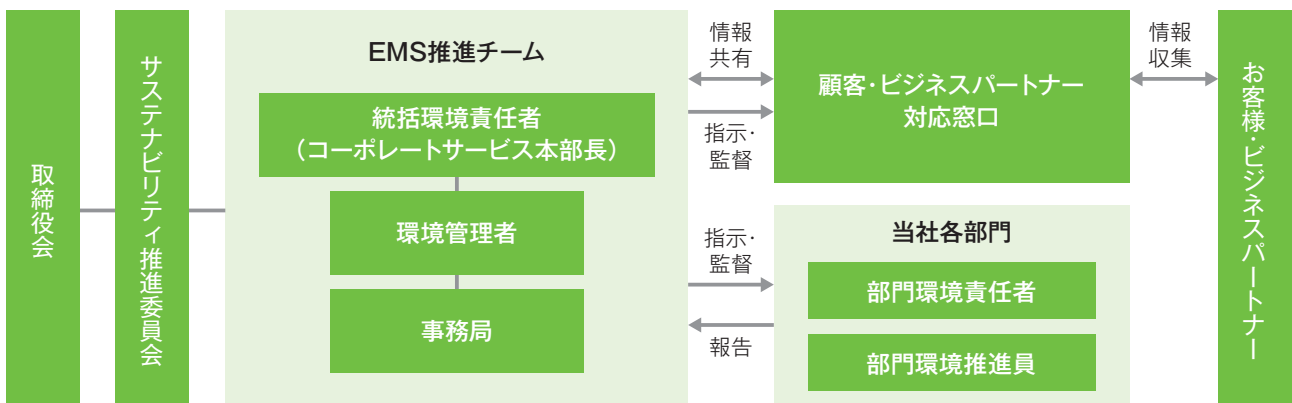 取締役会
サステナビリティ推進委員会
EMS推進チーム
統括環境責任者
（コーポレートサービス本部長）
環境管理者
事務局
情報
共有
指示・
監督
指示・
監督
報告
顧客・ビジネスパートナー
対応窓口
当社各部門
部門環境責任者
部門環境推進員
情報
収集
お客様・ビジネスパートナー